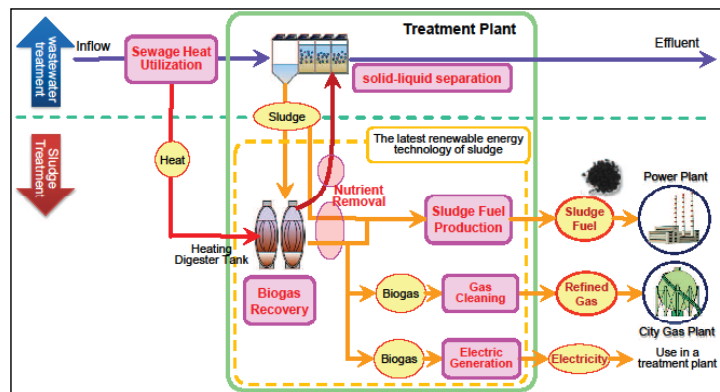 wastewater
treatment
Inflow
Sewage Heat
Utilization
Treatment Plant
Effluent
solid-liquid separation
Sludge
Sludge
Treatment
Heat
The latest renewable energy
technology of sludge
Nutrient
Removal
Heating
Digester Tank
Biogas
Recovery
Sludge Fuel
Production
Sludge
Fuel
Power Plant
Biogas
Gas
Cleaning
Refined
Gas
City Gas Plant
Biogas
Electric
Generation
Electricity
Use in a
treatment plant